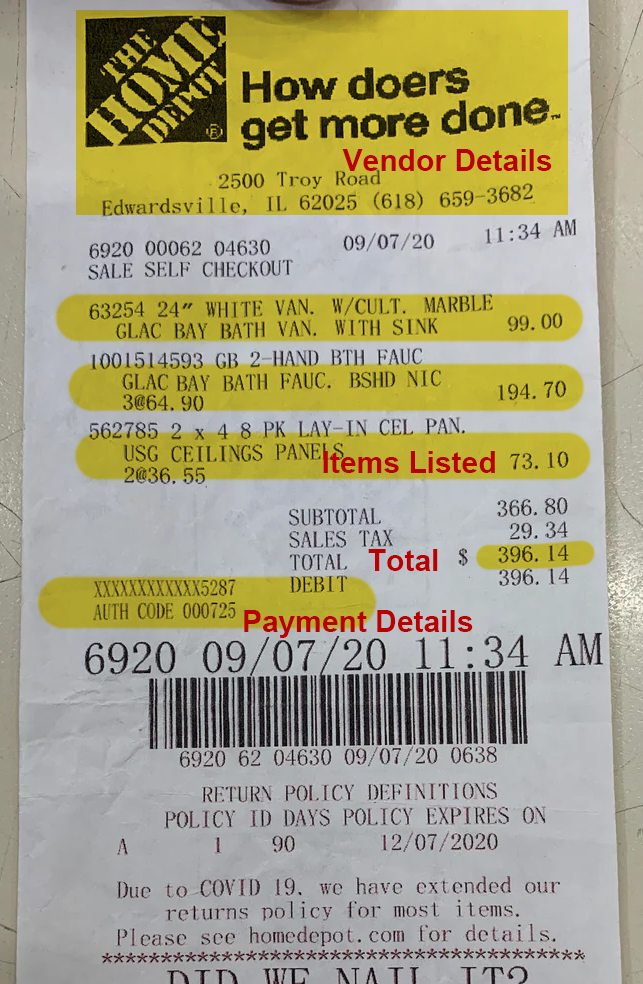 THE
HOME
DEPOT
How doers
get more done.™
Vendor Details
2500 Troy Road
Edwardsville, IL 62025 (618) 659-3682
6920 00062 04630 09/07/20 11:34 AM
SALE SELF CHECKOUT
63254 24″ WHITE VAN. W/CULT. MARBLE
GLAC BAY BATH VAN. WITH SINK 99.00
1001514593 GB 2-HAND BTH FAUC
GLAC BAY BATH FAUC. BSHD NIC
3@64.90 194.70
562785 2 x 4 8 PK LAY-IN CEL PAN.
USG CEILINGS PANELS Items Listed 73.10
2@36.55
SUBTOTAL 366.80
SALES TAX 29.34
TOTAL Total $ 396.14
DEBIT 396.14
XXXXXXXXXXXX5287
AUTH CODE 000725
Payment Details
6920 09/07/20 11:34 AM
6920 62 04630 09/07/20 0638
RETURN POLICY DEFINITIONS
POLICY ID DAYS POLICY EXPIRES ON
A 1 90 12/07/2020
Due to COVID 19. we have extended our
returns policy for most items.
Please see homedepot.com for details.
*******************************************
DID WE NAIL IT?